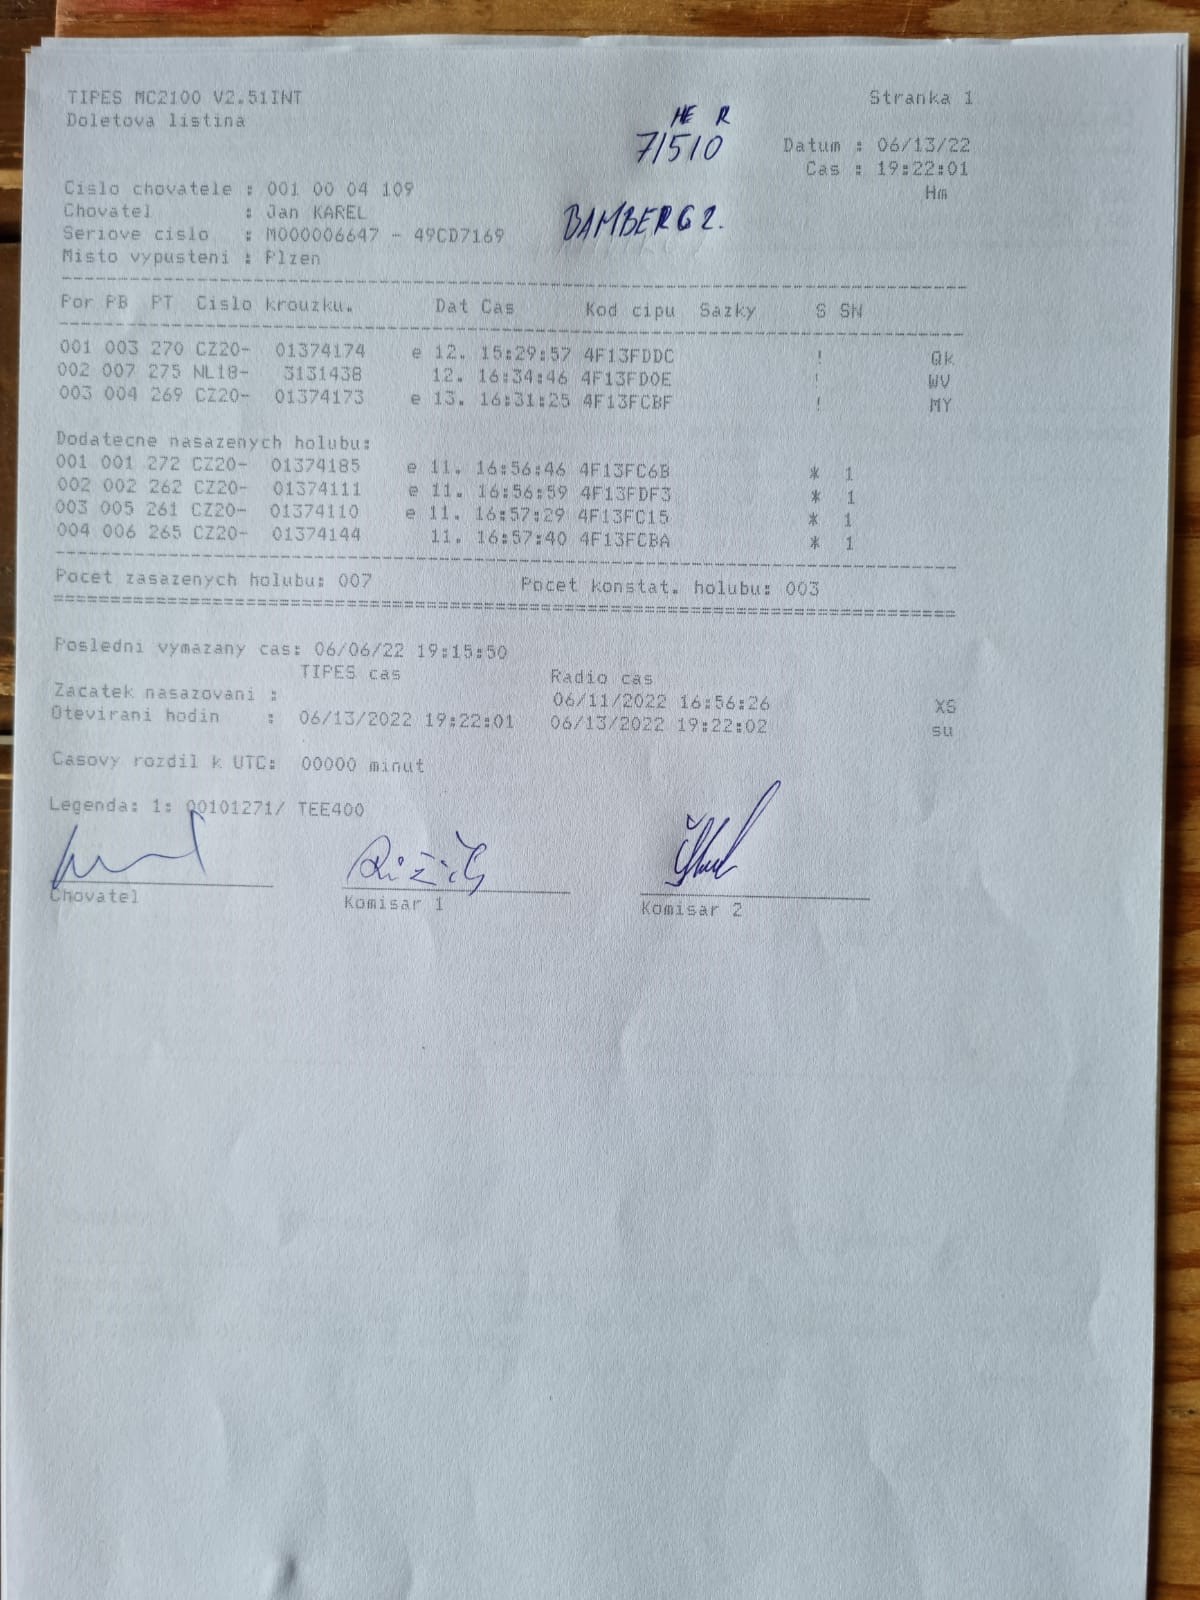 TIPES MC2100 V2.51INT Stranka 1
Doletova listina
ME R
7/5/0
Datum : 06/13/22
Cas : 19:22:01
Hm
Cislo chovatele : 001 00 04 109
Chovatel : Jan KAREL
BAMBERG 2.
Seriove cislo : M000006647 - 49CD7169
Misto vypusteni : Plzen
Por PB PT Cislo krouzku. Dat Cas Kod cipu Sazky S SN
001 003 270 CZ20- 01374174 e 12. 15:29:57 4F13FDDC ! Qk
002 007 275 NL18- 3131438 12. 16:34:46 4F13FD0E ! WV
003 004 269 CZ20- 01374173 e 13. 16:31:25 4F13FCBF ! MY
Dodatecne nasazenych holubu:
001 001 272 CZ20- 01374185 e 11. 16:56:46 4F13FC6B * 1
002 002 262 CZ20- 01374111 e 11. 16:56:59 4F13FDF3 * 1
003 005 261 CZ20- 01374110 e 11. 16:57:29 4F13FC15 * 1
004 006 265 CZ20- 01374144 11. 16:57:40 4F13FCBA * 1
Pocet zasazenych holubu: 007 Pocet konstat. holubu: 003
Posledni vymazany cas: 06/06/22 19:15:50
TIPES cas Radio cas
Zacatek nasazovani : 06/11/2022 16:56:26 XS
Otevirani hodin : 06/13/2022 19:22:01 06/13/2022 19:22:02 su
Casovy rozdil k UTC: 00000 minut
Legenda: 1: 00101271/ TEE400
Chovatel Komisar 1 Komisar 2